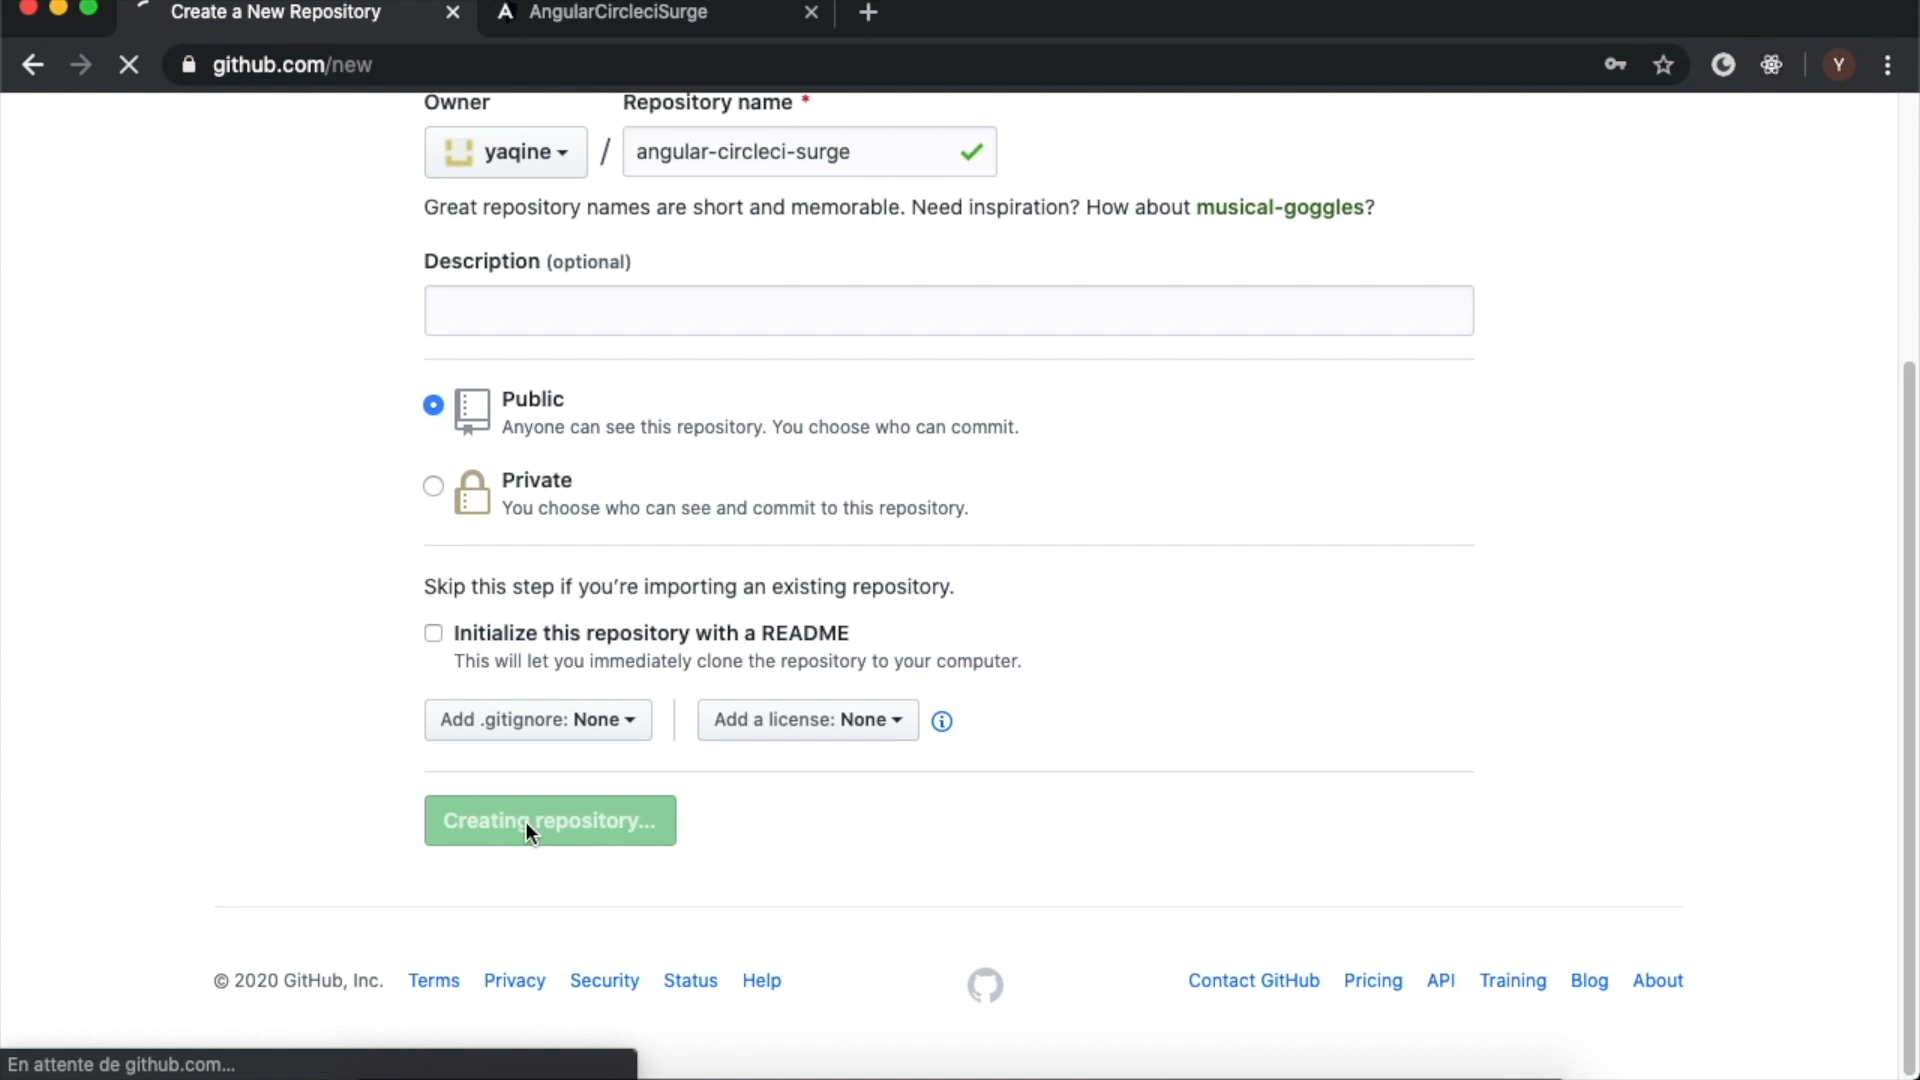 Create a New Repository
AngularCircleciSurge
github.com/new
Y
Owner
Repository name *
yaqine
/
angular-circleci-surge
Great repository names are short and memorable. Need inspiration? How about musical-goggles?
Description (optional)
Public
Anyone can see this repository. You choose who can commit.
Private
You choose who can see and commit to this repository.
Skip this step if you’re importing an existing repository.
Initialize this repository with a README
This will let you immediately clone the repository to your computer.
Add .gitignore: None
Add a license: None
Creating repository...
© 2020 GitHub, Inc. Terms Privacy Security Status Help
Contact GitHub Pricing API Training Blog About
En attente de github.com...